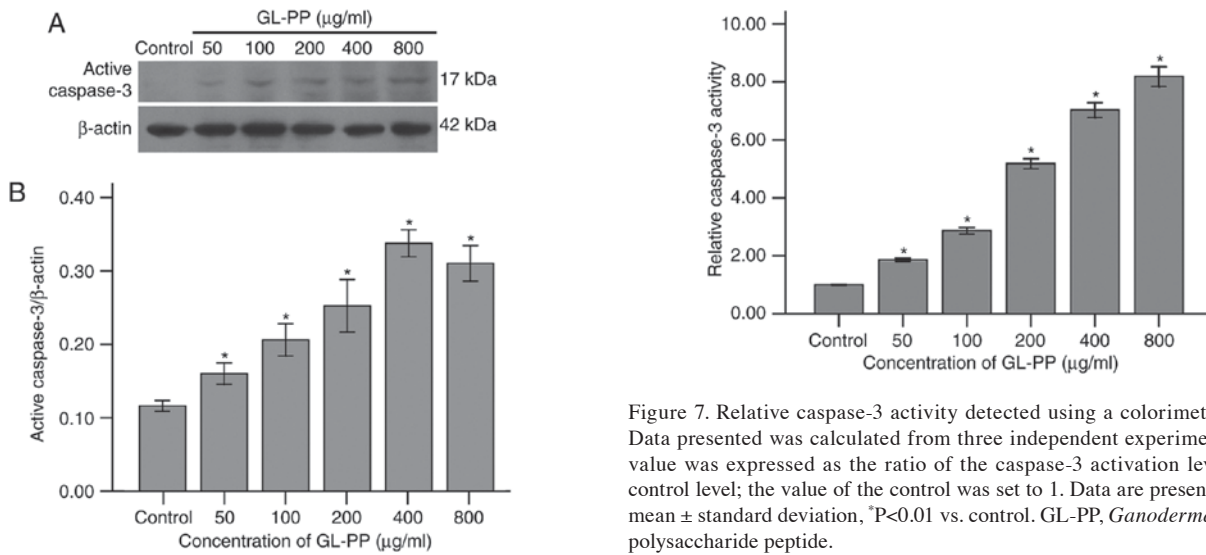 A
GL-PP (μg/ml)
Control 50 100 200 400 800
Active caspase-3
17 kDa
β-actin
42 kDa
B
Active caspase-3/β-actin
0.40
0.30
0.20
0.10
0.00
* * * * *
Control 50 100 200 400 800
Concentration of GL-PP (μg/ml)
Relative caspase-3 activity
10.00
8.00
6.00
4.00
2.00
0.00
* * * * *
Control 50 100 200 400 800
Concentration of GL-PP (μg/ml)
Figure 7. Relative caspase-3 activity detected using a colorimet
Data presented was calculated from three independent experime
value was expressed as the ratio of the caspase-3 activation lev
control level; the value of the control was set to 1. Data are presen
mean ± standard deviation, *P<0.01 vs. control. GL-PP, Ganoderma
polysaccharide peptide.